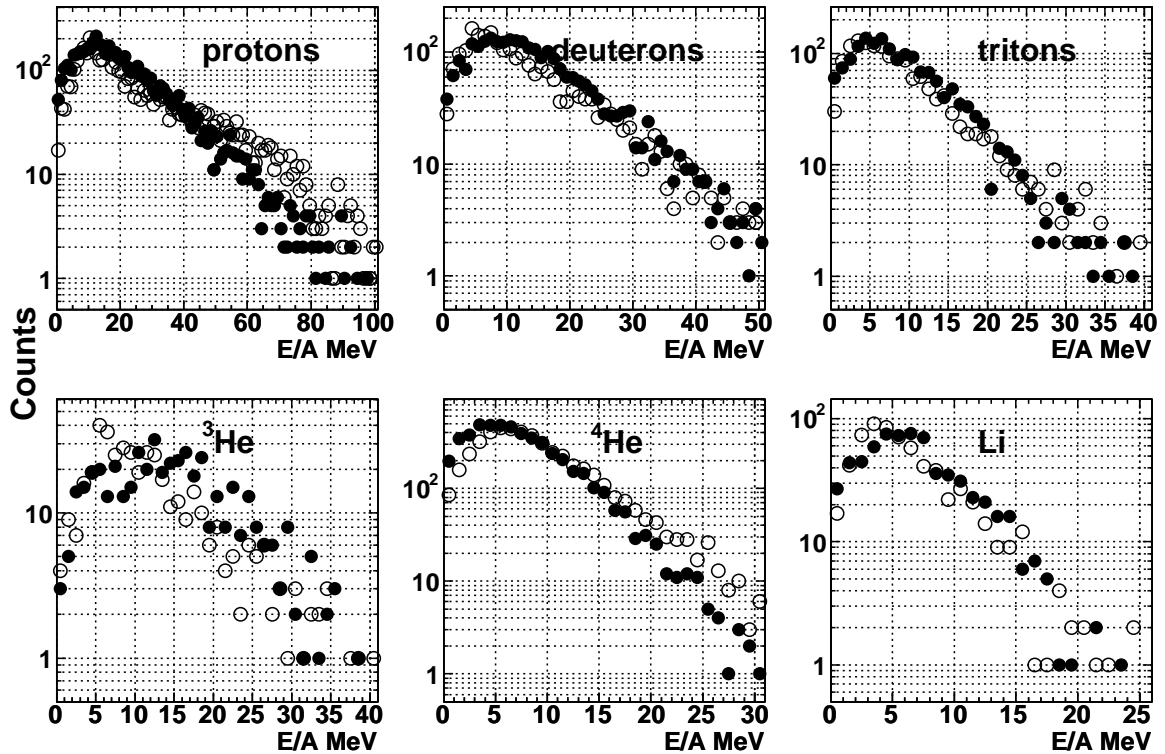 protons
10²
10
1
0 20 40 60 80 100
E/A MeV
deuterons
10²
10
1
0 10 20 30 40 50
E/A MeV
tritons
10²
10
1
0 5 10 15 20 25 30 35 40
E/A MeV
Counts
³He
10
1
0 5 10 15 20 25 30 35 40
E/A MeV
⁴He
10²
10
1
0 5 10 15 20 25 30
E/A MeV
Li
10²
10
1
0 5 10 15 20 25
E/A MeV